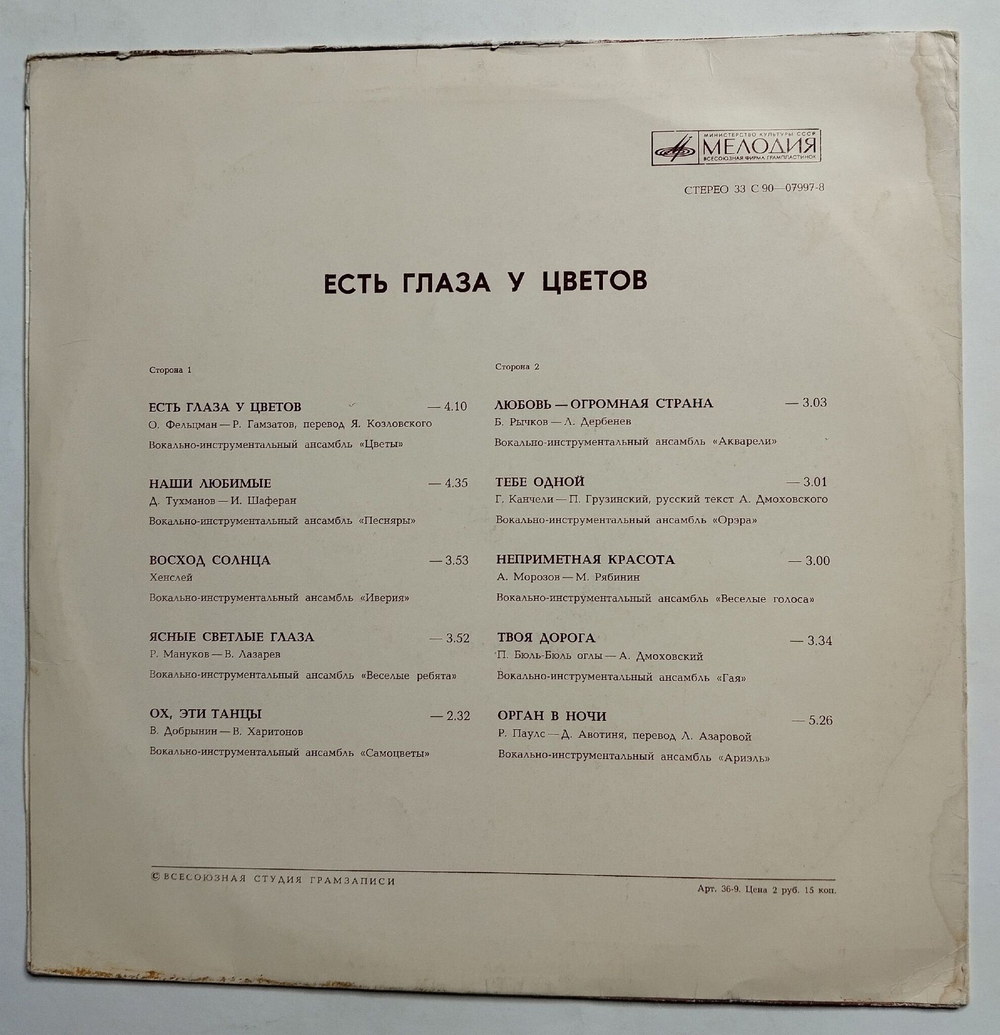 МИНИСТЕРСТВО КУЛЬТУРЫ СССР
МЕЛОДИЯ
ВСЕСОЮЗНАЯ ФИРМА ГРАМПЛАСТИНОК
СТЕРЕО 33 С 90—07997-8
ЕСТЬ ГЛАЗА У ЦВЕТОВ
Сторона 1
ЕСТЬ ГЛАЗА У ЦВЕТОВ — 4.10
О. Фельцман — Р. Гамзатов, перевод Я. Козловского
Вокально-инструментальный ансамбль «Цветы»
НАШИ ЛЮБИМЫЕ — 4.35
Д. Тухманов — И. Шаферан
Вокально-инструментальный ансамбль «Песняры»
ВОСХОД СОЛНЦА — 3.53
Хенслей
Вокально-инструментальный ансамбль «Иверия»
ЯСНЫЕ СВЕТЛЫЕ ГЛАЗА — 3.52
Р. Мануков — В. Лазарев
Вокально-инструментальный ансамбль «Веселые ребята»
ОХ, ЭТИ ТАНЦЫ — 2.32
В. Добрынин — В. Харитонов
Вокально-инструментальный ансамбль «Самоцветы»
Сторона 2
ЛЮБОВЬ — ОГРОМНАЯ СТРАНА — 3.03
Б. Рычков — Л. Дербенев
Вокально-инструментальный ансамбль «Акварели»
ТЕБЕ ОДНОЙ — 3.01
Г. Канчели — П. Грузинский, русский текст А. Дмоховского
Вокально-инструментальный ансамбль «Орэра»
НЕПРИМЕТНАЯ КРАСОТА — 3.00
А. Морозов — М. Рябинин
Вокально-инструментальный ансамбль «Веселые голоса»
ТВОЯ ДОРОГА — 3.34
П. Бюль-Бюль оглы — А. Дмоховский
Вокально-инструментальный ансамбль «Гая»
ОРГАН В НОЧИ — 5.26
Р. Паулс — Д. Авотиня, перевод Л. Азаровой
Вокально-инструментальный ансамбль «Ариэль»
© ВСЕСОЮЗНАЯ СТУДИЯ ГРАМЗАПИСИ
Арт. 36-9. Цена 2 руб. 15 коп.